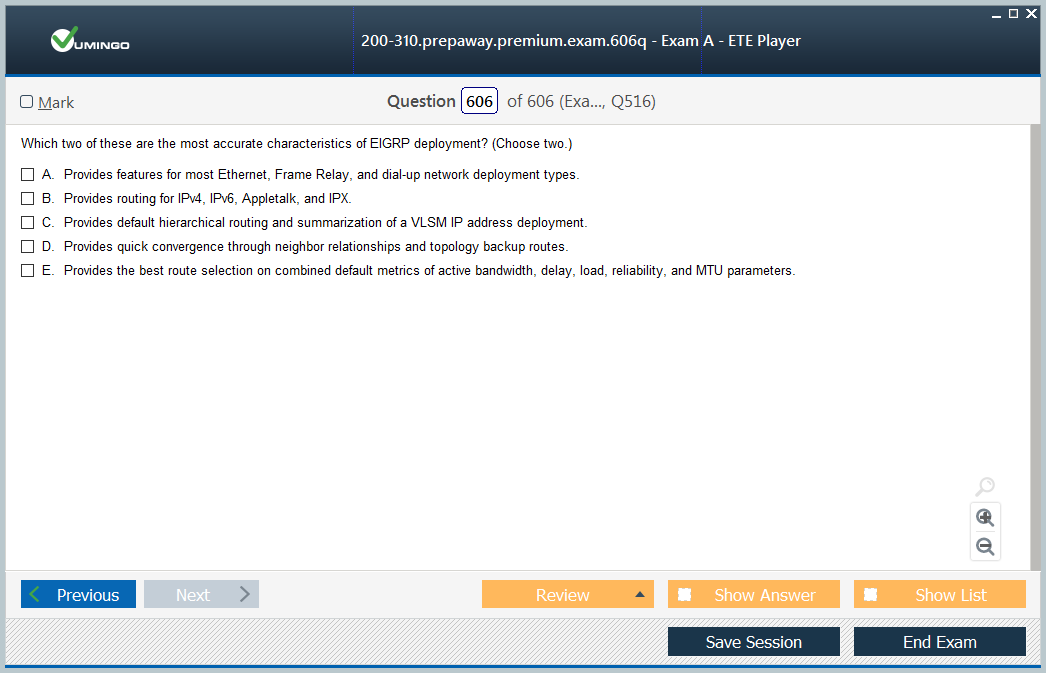 VUMINGO
200-310.prepaway.premium.exam.606q - Exam A - ETE Player
Mark
Question 606 of 606 (Exa..., Q516)
Which two of these are the most accurate characteristics of EIGRP deployment? (Choose two.)
A. Provides features for most Ethernet, Frame Relay, and dial-up network deployment types.
B. Provides routing for IPv4, IPv6, Appletalk, and IPX.
C. Provides default hierarchical routing and summarization of a VLSM IP address deployment.
D. Provides quick convergence through neighbor relationships and topology backup routes.
E. Provides the best route selection on combined default metrics of active bandwidth, delay, load, reliability, and MTU parameters.
Previous Next Review Show Answer Show List
Save Session End Exam